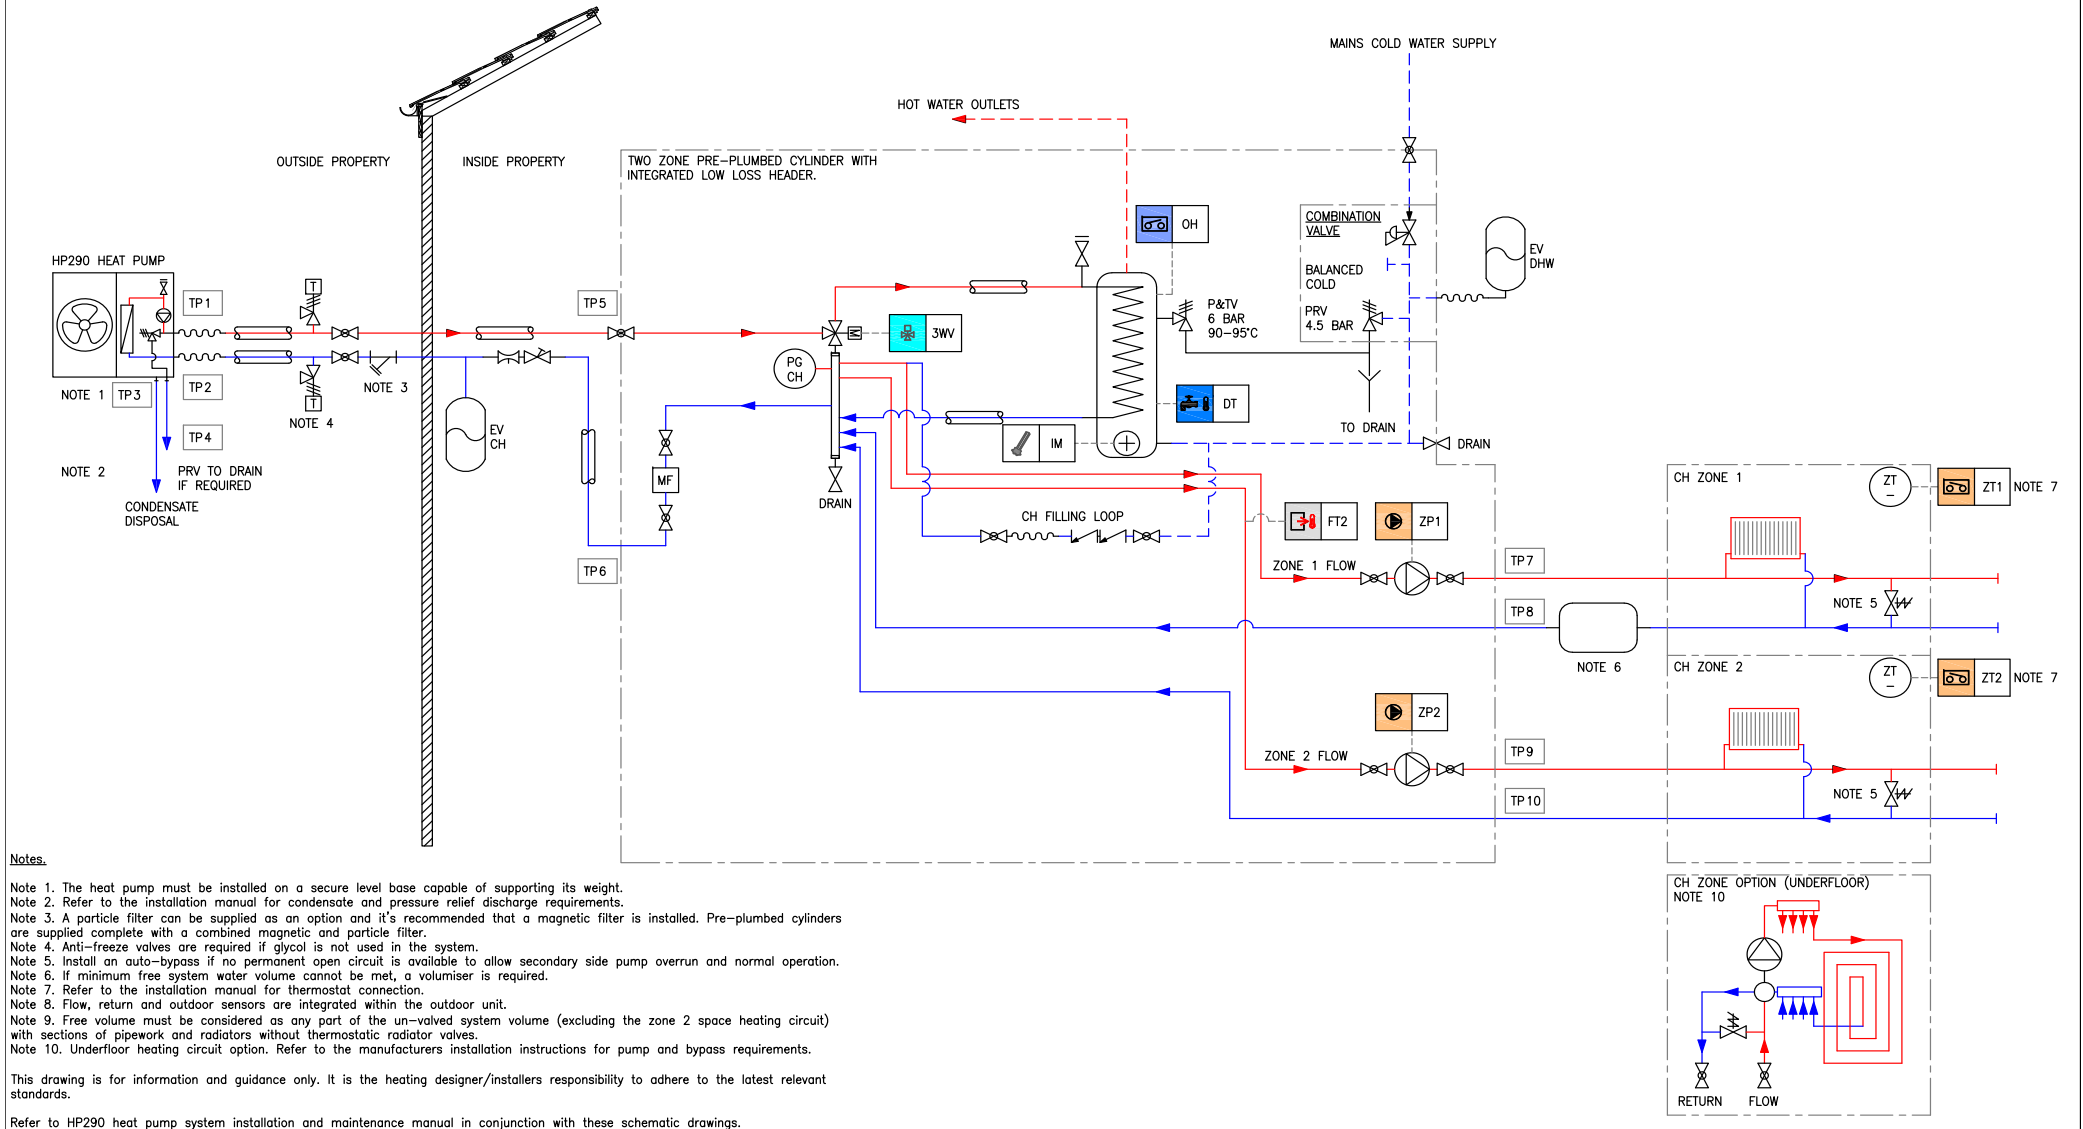 MAINS COLD WATER SUPPLY
HOT WATER OUTLETS
OUTSIDE PROPERTY
INSIDE PROPERTY
TWO ZONE PRE-PLUMBED CYLINDER WITH
INTEGRATED LOW LOSS HEADER.
OH
COMBINATION
VALVE
BALANCED
COLD
PRV
4.5 BAR
EV
DHW
HP290 HEAT PUMP
TP1
T
TP5
P&TV
6 BAR
90-95°C
M
3WV
PG
CH
NOTE 1
TP3
TP2
NOTE 3
T
NOTE 4
TP4
DT
TO DRAIN
EV
CH
IM
DRAIN
NOTE 2
PRV TO DRAIN
IF REQUIRED
CONDENSATE
DISPOSAL
MF
DRAIN
CH FILLING LOOP
FT2
ZP1
CH ZONE 1
ZT
-
ZT1
NOTE 7
TP6
ZONE 1 FLOW
TP7
TP8
NOTE 5
NOTE 6
CH ZONE 2
ZT
-
ZT2
NOTE 7
ZP2
ZONE 2 FLOW
TP9
TP10
NOTE 5
Notes.
Note 1. The heat pump must be installed on a secure level base capable of supporting its weight.
Note 2. Refer to the installation manual for condensate and pressure relief discharge requirements.
Note 3. A particle filter can be supplied as an option and it's recommended that a magnetic filter is installed. Pre-plumbed cylinders
are supplied complete with a combined magnetic and particle filter.
Note 4. Anti-freeze valves are required if glycol is not used in the system.
Note 5. Install an auto-bypass if no permanent open circuit is available to allow secondary side pump overrun and normal operation.
Note 6. If minimum free system water volume cannot be met, a volumiser is required.
Note 7. Refer to the installation manual for thermostat connection.
Note 8. Flow, return and outdoor sensors are integrated within the outdoor unit.
Note 9. Free volume must be considered as any part of the un-valved system volume (excluding the zone 2 space heating circuit)
with sections of pipework and radiators without thermostatic radiator valves.
Note 10. Underfloor heating circuit option. Refer to the manufacturers installation instructions for pump and bypass requirements.
This drawing is for information and guidance only. It is the heating designer/installers responsibility to adhere to the latest relevant
standards.
Refer to HP290 heat pump system installation and maintenance manual in conjunction with these schematic drawings.
CH ZONE OPTION (UNDERFLOOR)
NOTE 10
RETURN
FLOW